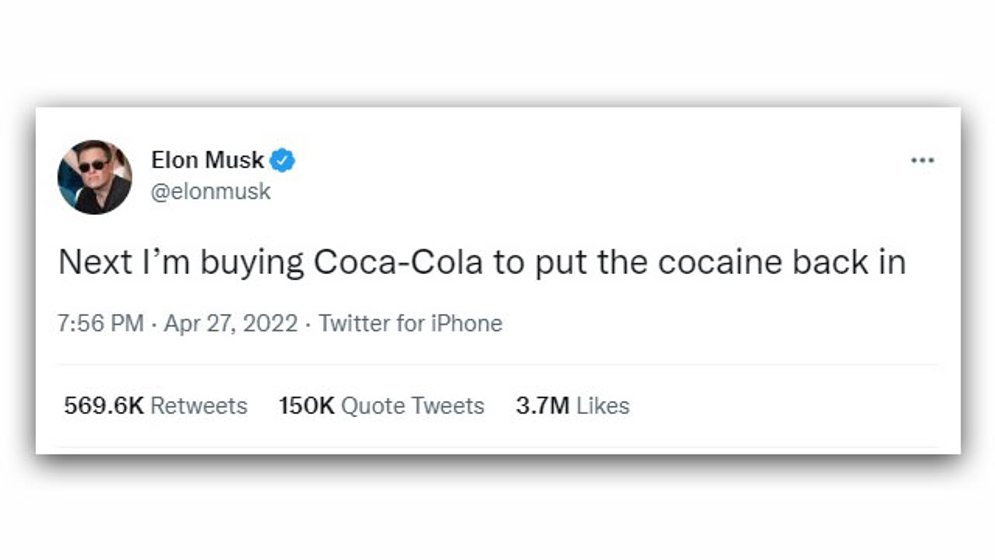 Elon Musk
@elonmusk
Next I’m buying Coca-Cola to put the cocaine back in
7:56 PM · Apr 27, 2022 · Twitter for iPhone
569.6K Retweets 150K Quote Tweets 3.7M Likes